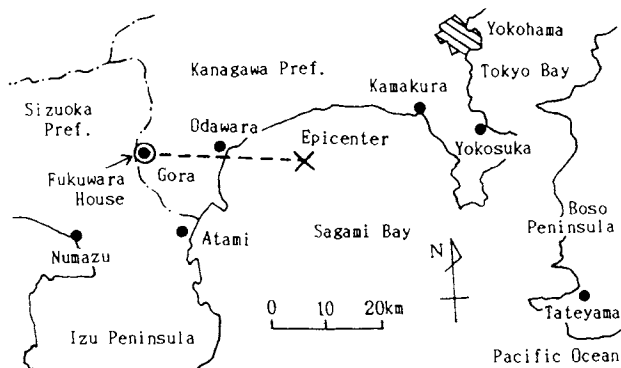 Yokohama
Kanagawa Pref.
Tokyo Bay
Kamakura
Sizuoka
Pref.
Odawara
Epicenter
Yokosuka
Fukuwara
House
Gora
Boso
Peninsula
Sagami Bay
N
Atami
Numazu
0 10 20km
Tateyama
Izu Peninsula
Pacific Ocean